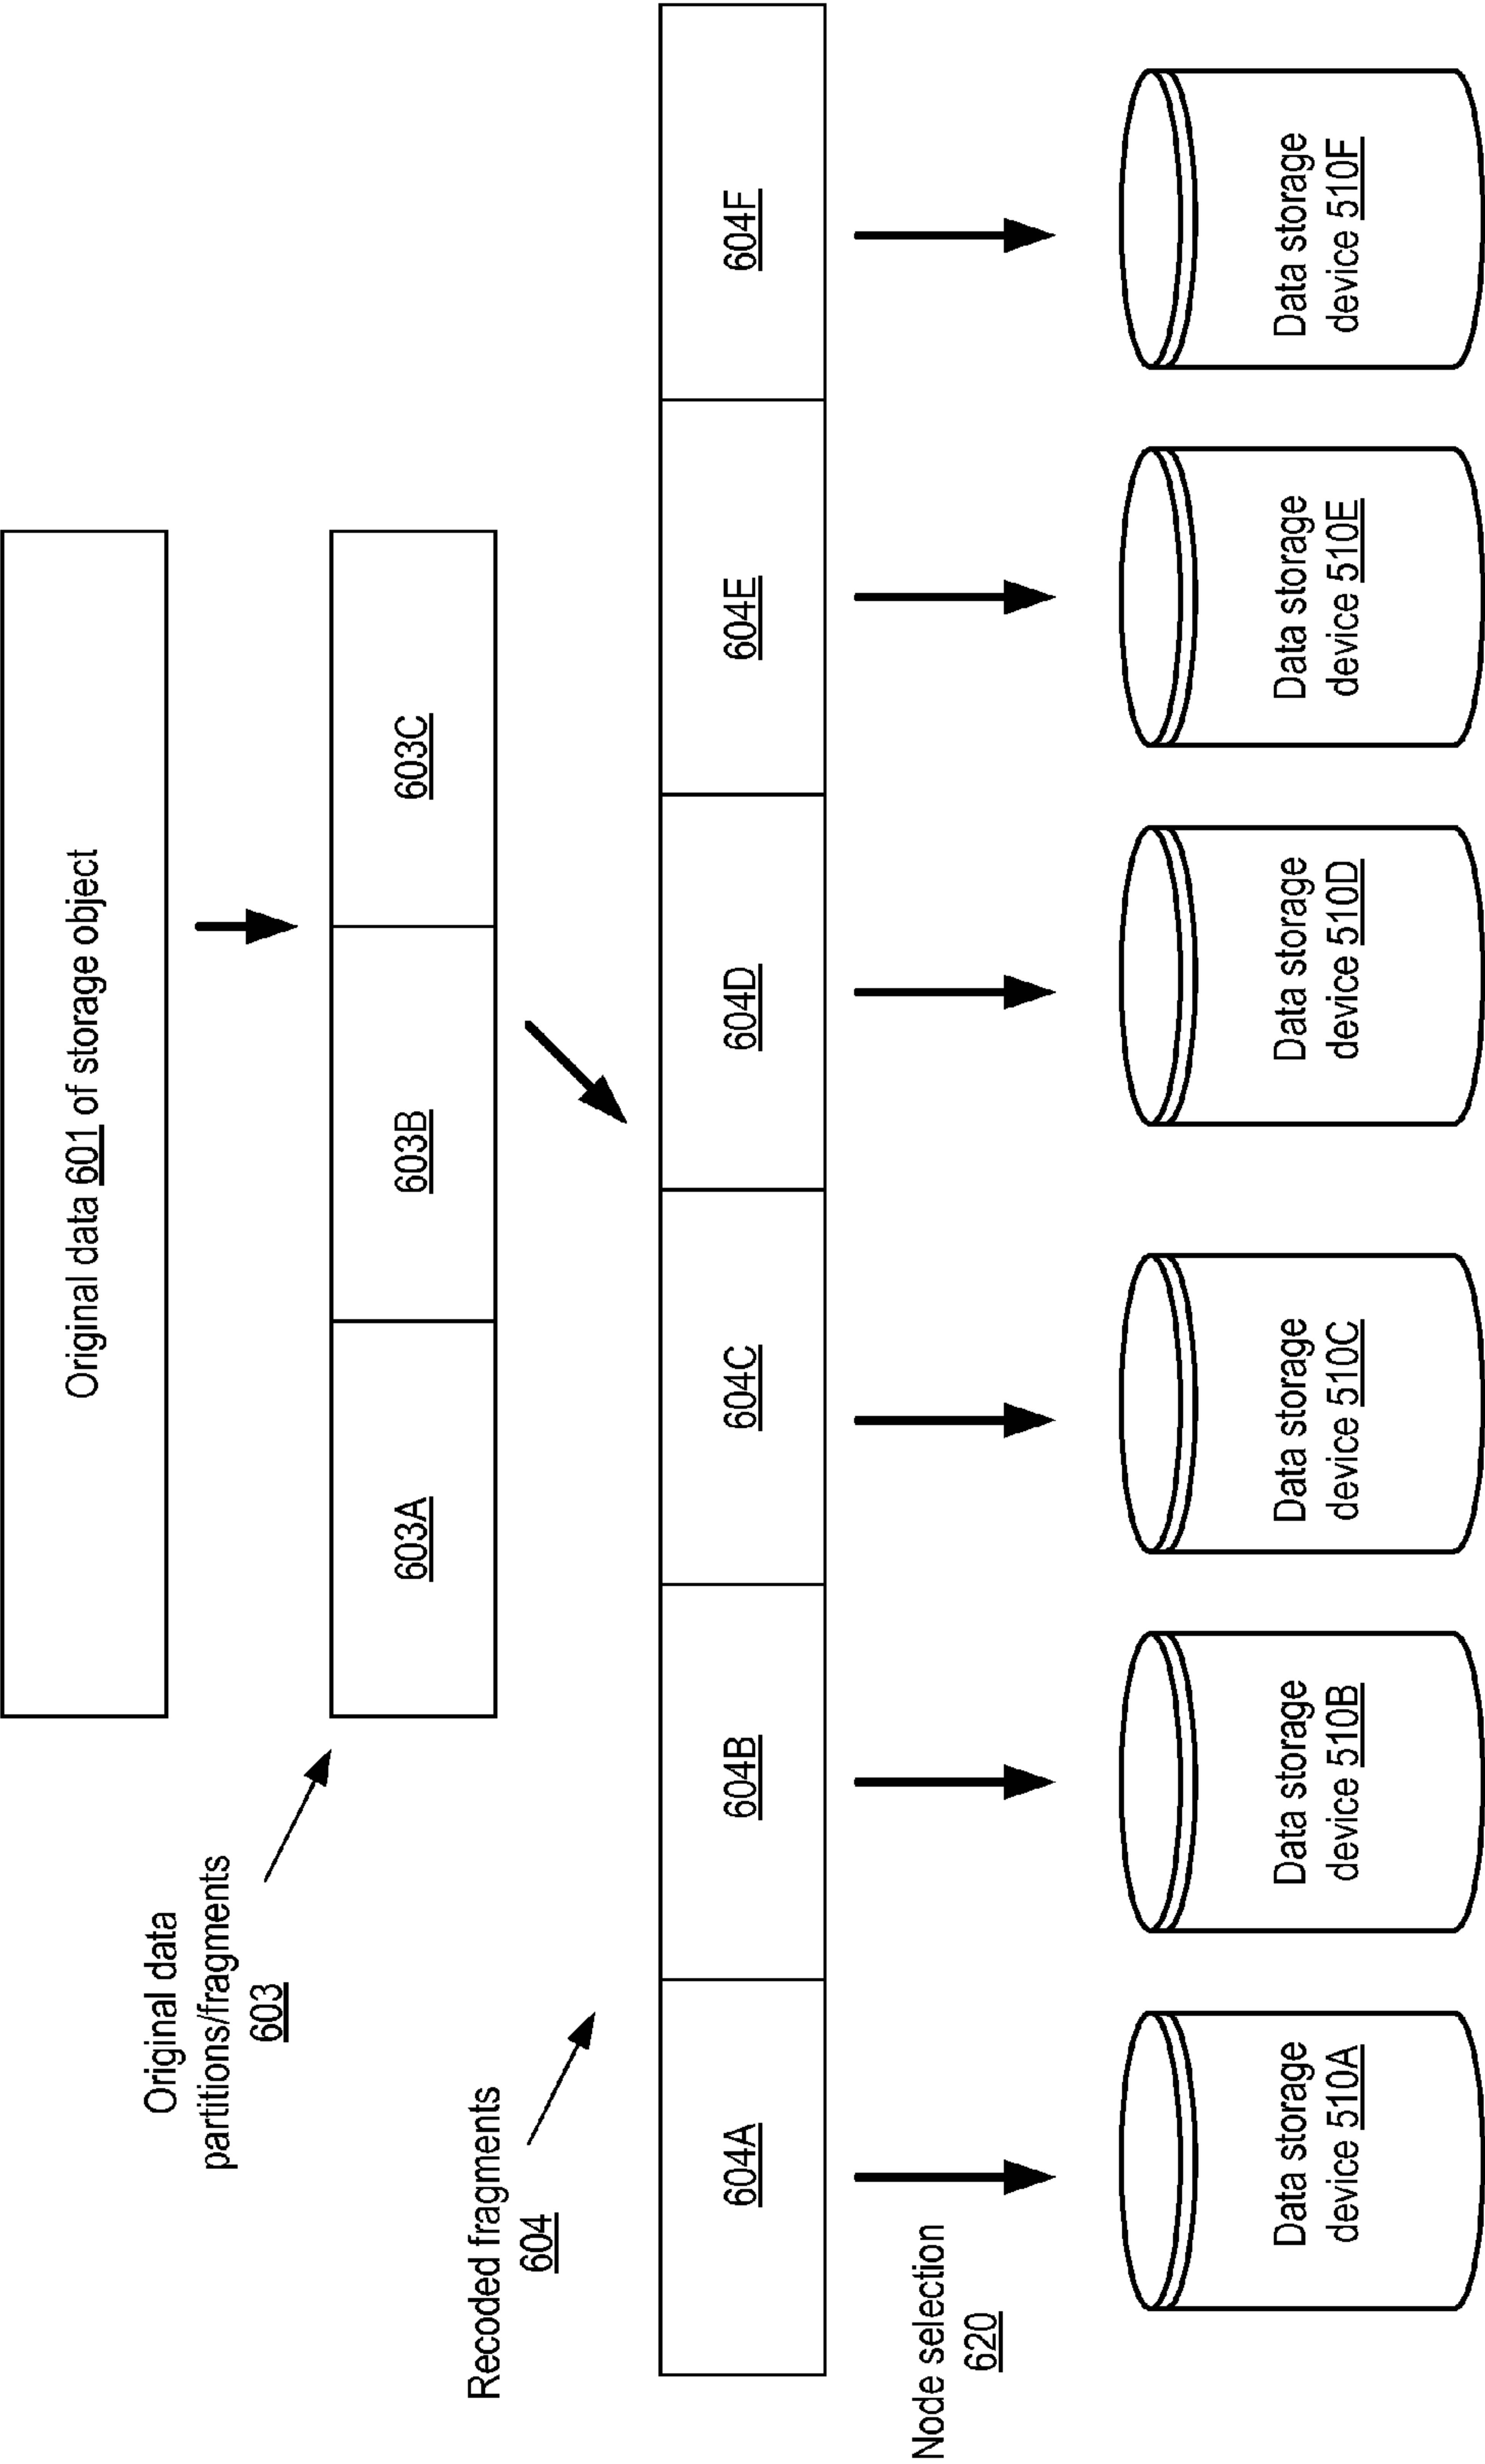 Original data 601 of storage object
Original data
partitions/fragments
603
603A
603B
603C
Recoded fragments
604
604A
604B
604C
604D
604E
604F
Node selection
620
Data storage
device 510A
Data storage
device 510B
Data storage
device 510C
Data storage
device 510D
Data storage
device 510E
Data storage
device 510F